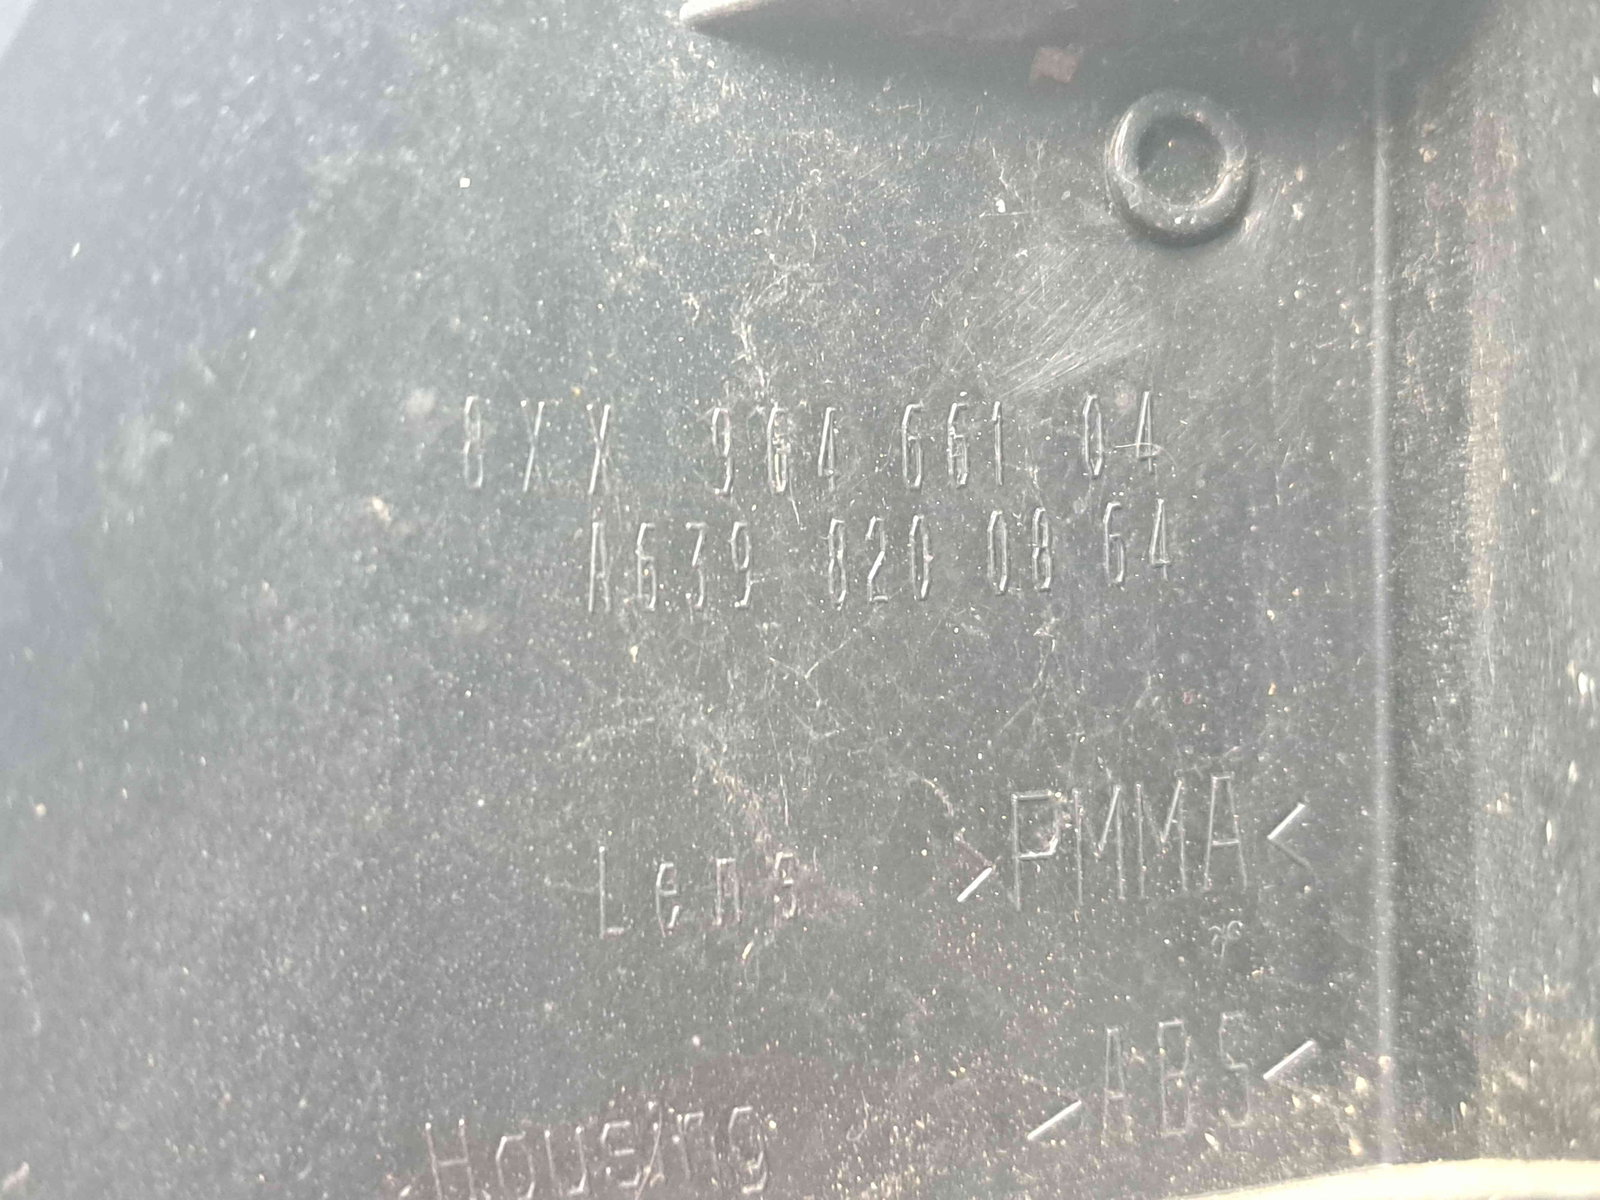 8XX 964 661 04
A639 820 08 64
Lens >PMMA<
Housing >ABS<